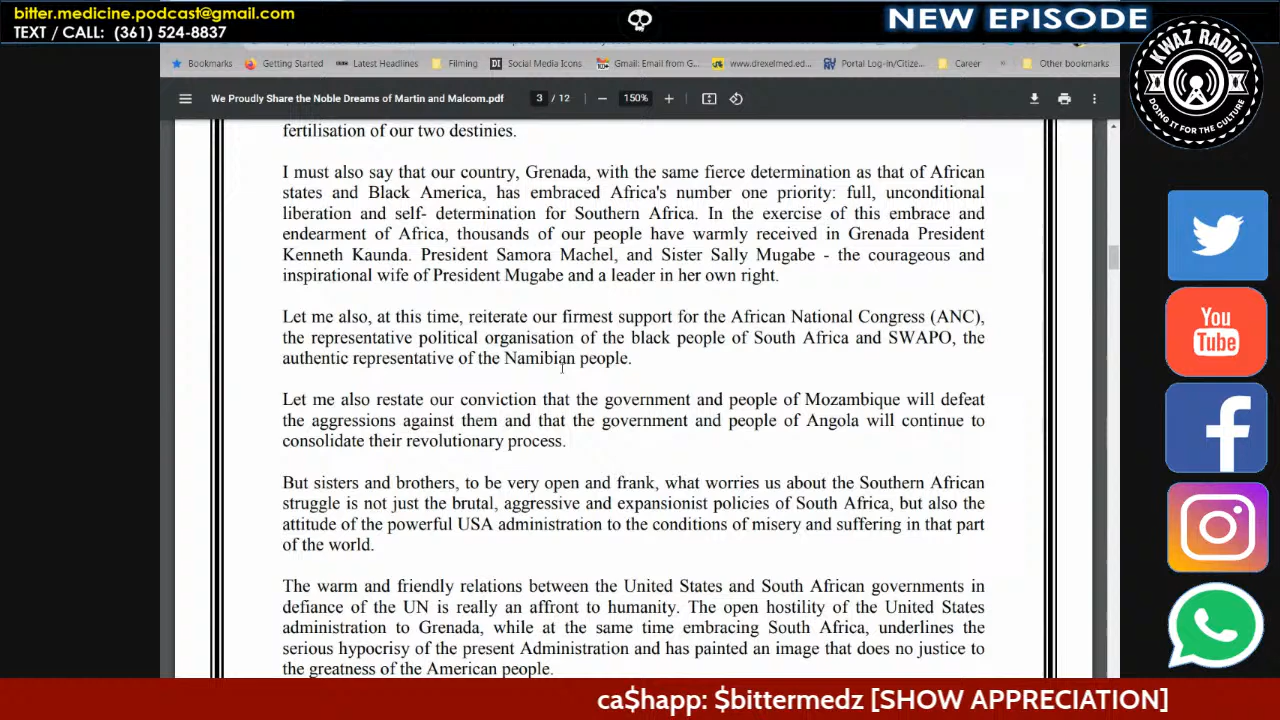 bitter.medicine.podcast@gmail.com
TEXT / CALL: (361) 524-8837
NEW EPISODE
KWAZ RADIO
DOING IT FOR THE CULTURE
Bookmarks Getting Started Latest Headlines Filming Social Media Icons Gmail: Email from G... www.drexelmed.ed... Portal Log-in/Citize... Career » Other bookmarks
We Proudly Share the Noble Dreams of Martin and Malcom.pdf 3 / 12 − 150% +
fertilisation of our two destinies.
I must also say that our country, Grenada, with the same fierce determination as that of African
states and Black America, has embraced Africa's number one priority: full, unconditional
liberation and self- determination for Southern Africa. In the exercise of this embrace and
endearment of Africa, thousands of our people have warmly received in Grenada President
Kenneth Kaunda. President Samora Machel, and Sister Sally Mugabe - the courageous and
inspirational wife of President Mugabe and a leader in her own right.
Let me also, at this time, reiterate our firmest support for the African National Congress (ANC),
the representative political organisation of the black people of South Africa and SWAPO, the
authentic representative of the Namibian people.
Let me also restate our conviction that the government and people of Mozambique will defeat
the aggressions against them and that the government and people of Angola will continue to
consolidate their revolutionary process.
But sisters and brothers, to be very open and frank, what worries us about the Southern African
struggle is not just the brutal, aggressive and expansionist policies of South Africa, but also the
attitude of the powerful USA administration to the conditions of misery and suffering in that part
of the world.
The warm and friendly relations between the United States and South African governments in
defiance of the UN is really an affront to humanity. The open hostility of the United States
administration to Grenada, while at the same time embracing South Africa, underlines the
serious hypocrisy of the present Administration and has painted an image that does no justice to
the greatness of the American people.
You
Tube
ca$happ: $bittermedz [SHOW APPRECIATION]